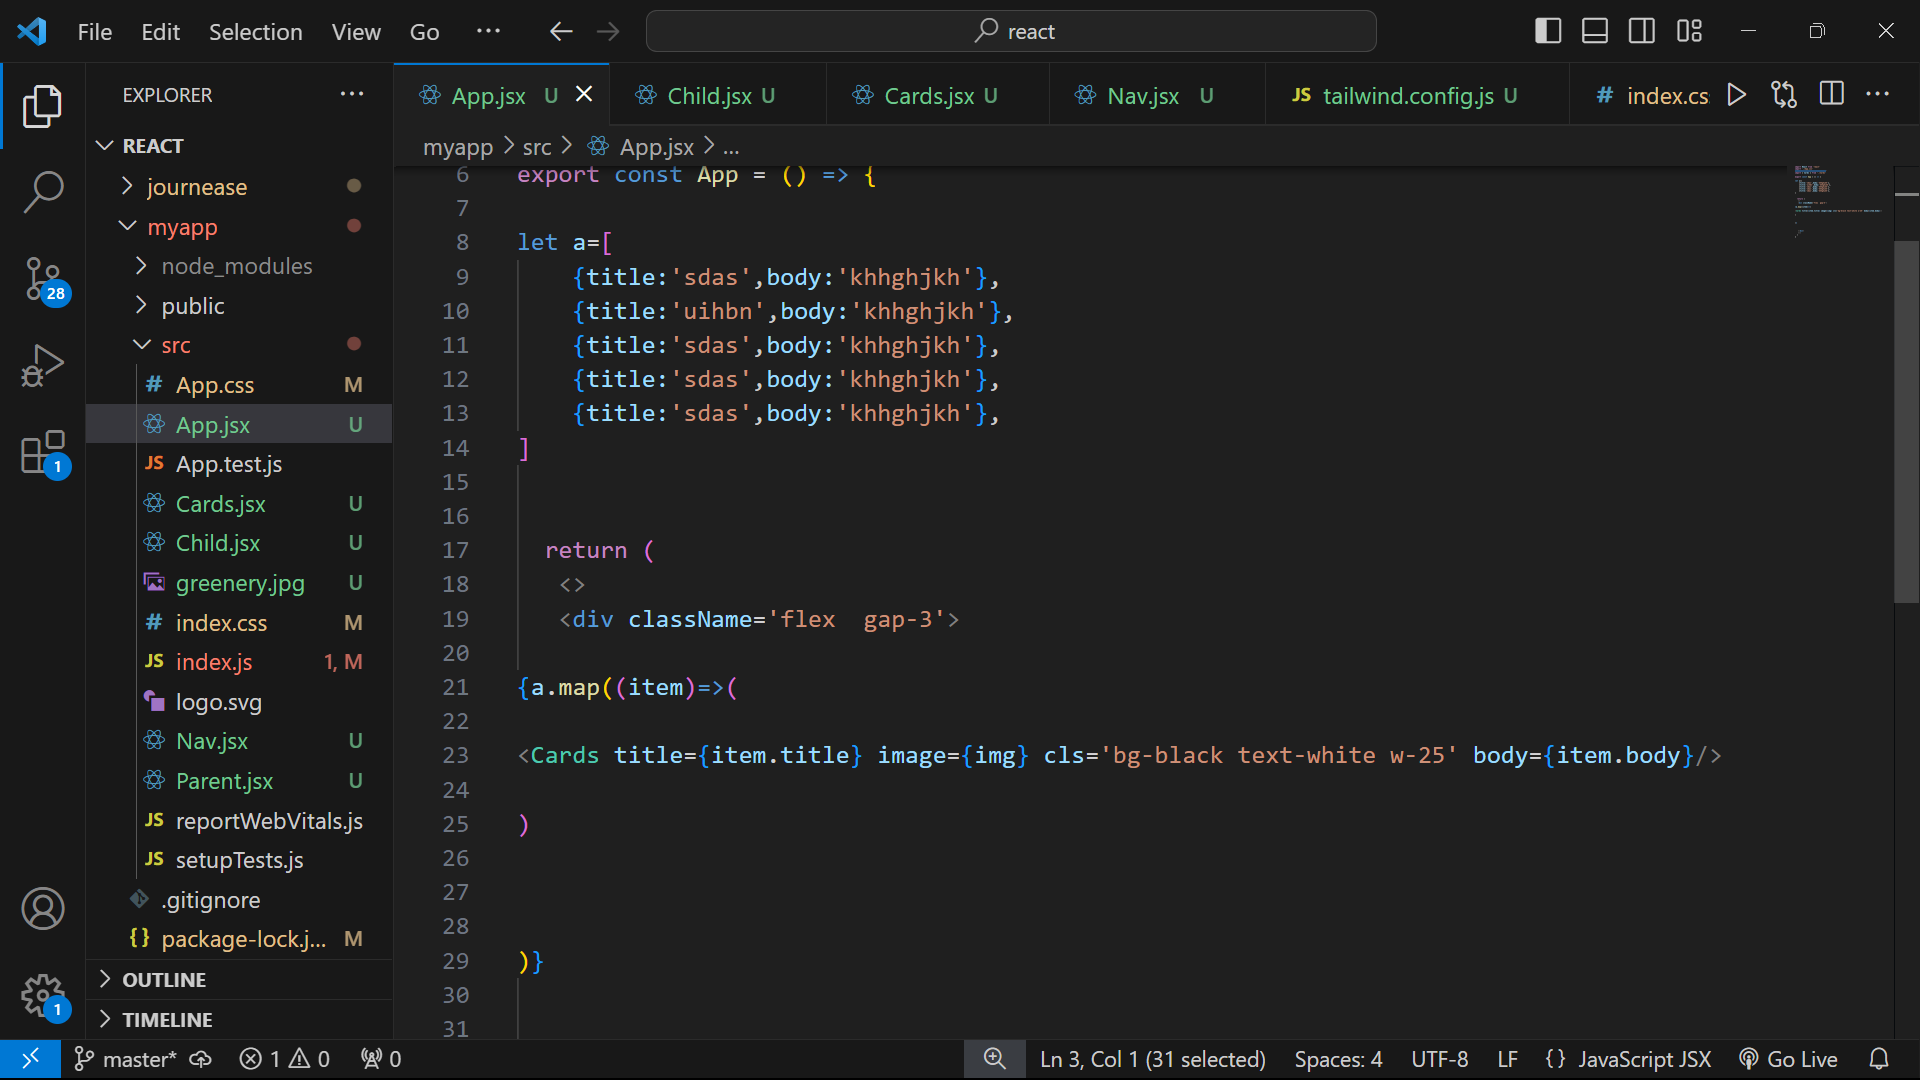 File Edit Selection View Go ··· react
EXPLORER ···
REACT
journease
myapp
node_modules
public
src
# App.css M
App.jsx U
JS App.test.js
Cards.jsx U
Child.jsx U
greenery.jpg U
# index.css M
JS index.js 1, M
logo.svg
Nav.jsx U
Parent.jsx U
JS reportWebVitals.js
JS setupTests.js
.gitignore
{} package-lock.j... M
OUTLINE
TIMELINE
28
1
1
App.jsx U Child.jsx U Cards.jsx U Nav.jsx U JS tailwind.config.js U # index.cs
myapp > src > App.jsx > ...
6 export const App = () => {
7
8 let a=[
9 {title:'sdas',body:'khhghjkh'},
10 {title:'uihbn',body:'khhghjkh'},
11 {title:'sdas',body:'khhghjkh'},
12 {title:'sdas',body:'khhghjkh'},
13 {title:'sdas',body:'khhghjkh'},
14 ]
15
16
17 return (
18 <>
19 <div className='flex  gap-3'>
20
21 {a.map((item)=>(
22
23 <Cards title={item.title} image={img} cls='bg-black text-white w-25' body={item.body}/>
24
25 )
26
27
28
29 )}
30
31
master* 1 0 0 Ln 3, Col 1 (31 selected) Spaces: 4 UTF-8 LF {} JavaScript JSX Go Live